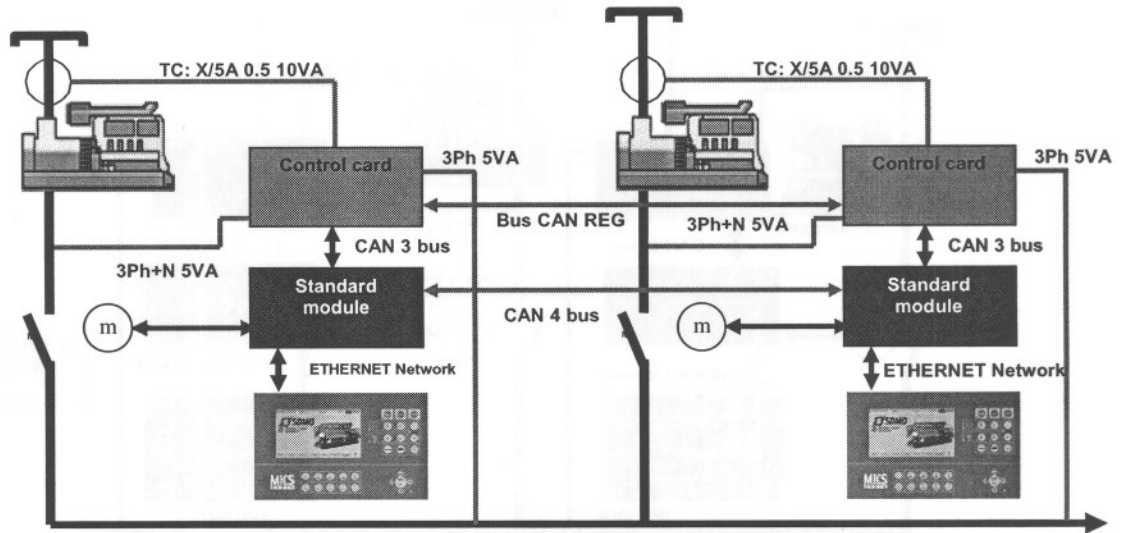 TC: X/5A 0.5 10VA
TC: X/5A 0.5 10VA
Control card
3Ph 5VA
Control card
3Ph 5VA
Bus CAN REG
3Ph+N 5VA
CAN 3 bus
CAN 3 bus
3Ph+N 5VA
Standard
module
Standard
module
m
CAN 4 bus
m
ETHERNET Network
ETHERNET Network
SDMO
SDMO
MICS
MICS